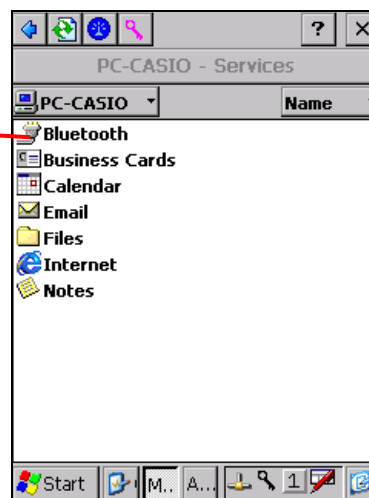 ?
PC-CASIO - Services
PC-CASIO Name
Bluetooth
Business Cards
Calendar
Email
Files
Internet
Notes
Start M.. A... 1